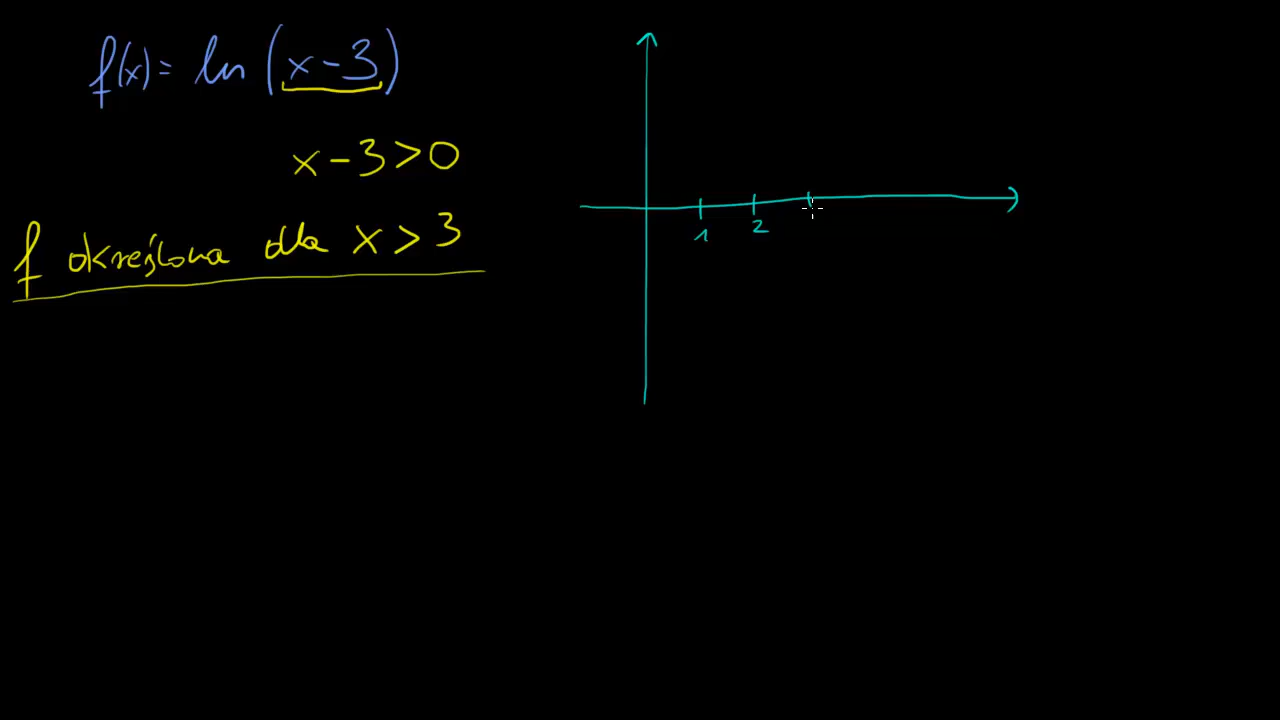 f(x) = ln (x-3)
x-3>0
f określona dla x > 3
1 2